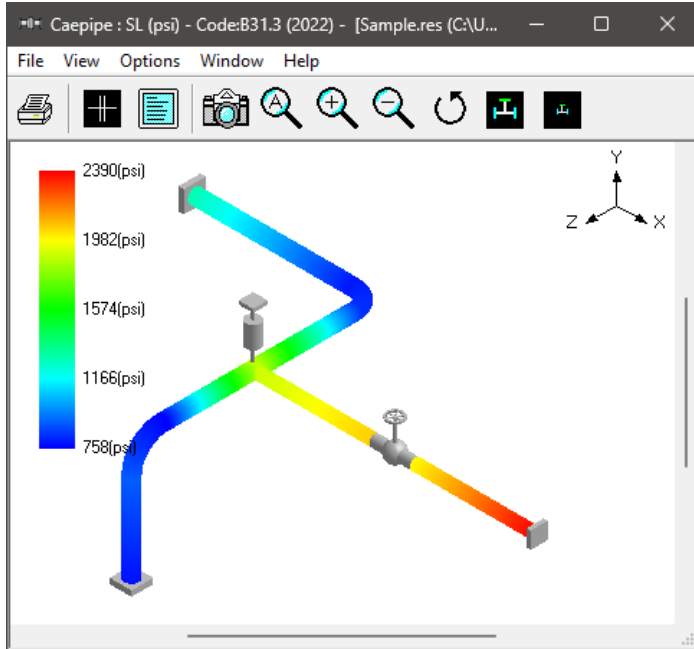 Caepipe : SL (psi) - Code:B31.3 (2022) - [Sample.res (C:\U...
File View Options Window Help
A
2390(psi)
1982(psi)
1574(psi)
1166(psi)
758(psi)
Y
Z
X